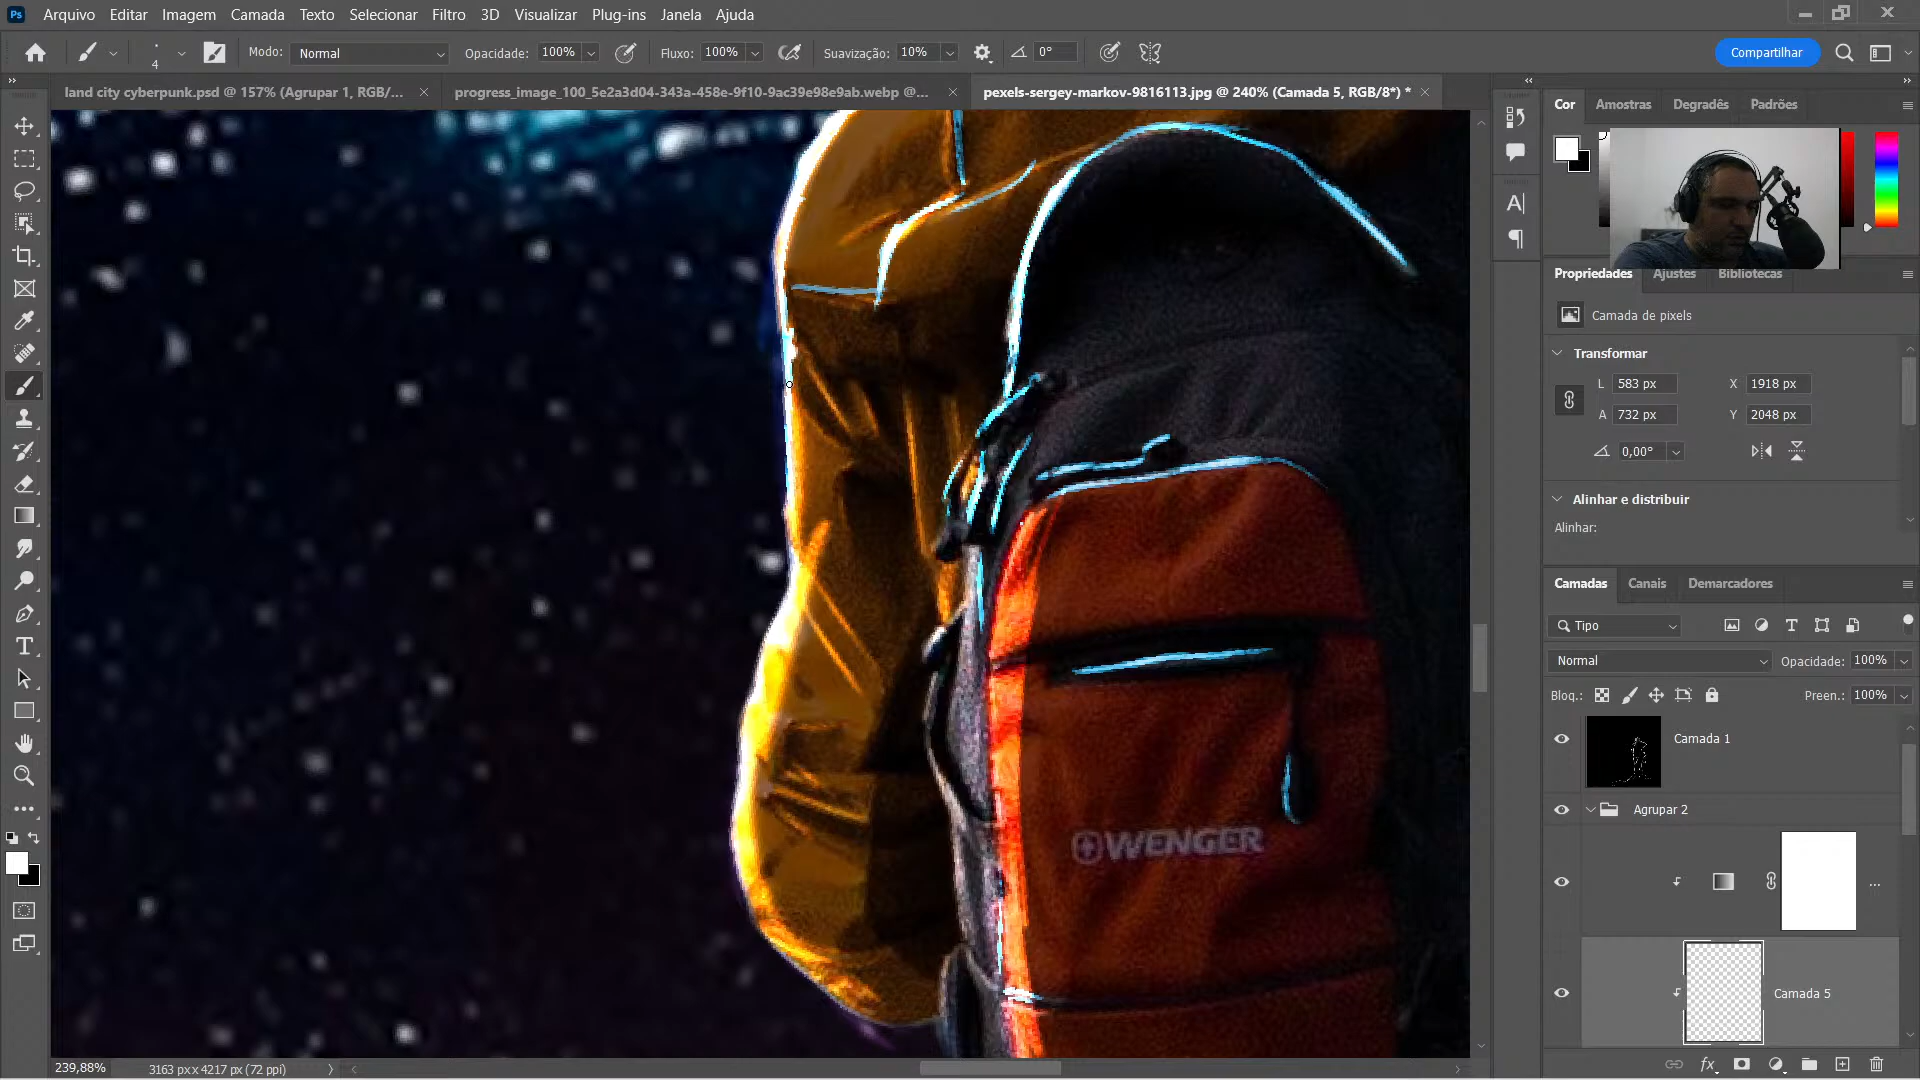 Ps Arquivo Editar Imagem Camada Texto Selecionar Filtro 3D Visualizar Plug-ins Janela Ajuda
4 Modo: Normal Opacidade: 100% Fluxo: 100% Suavização: 10% 0° Compartilhar
land city cyberpunk.psd @ 157% (Agrupar 1, RGB/... progress_image_100_5e2a3d04-343a-458e-9f10-9ac39e98e9ab.webp @... pexels-sergey-markov-9816113.jpg @ 240% (Camada 5, RGB/8*) *
Cor Amostras Degradês Padrões
Propriedades Ajustes Bibliotecas
Camada de pixels
Transformar
L 583 px X 1918 px
A 732 px Y 2048 px
0,00°
Alinhar e distribuir
Alinhar:
Camadas Canais Demarcadores
Tipo
Normal Opacidade: 100%
Bloq.: Preen.: 100%
Camada 1
Agrupar 2
...
Camada 5
WENGER
239,88% 3163 px x 4217 px (72 ppi)